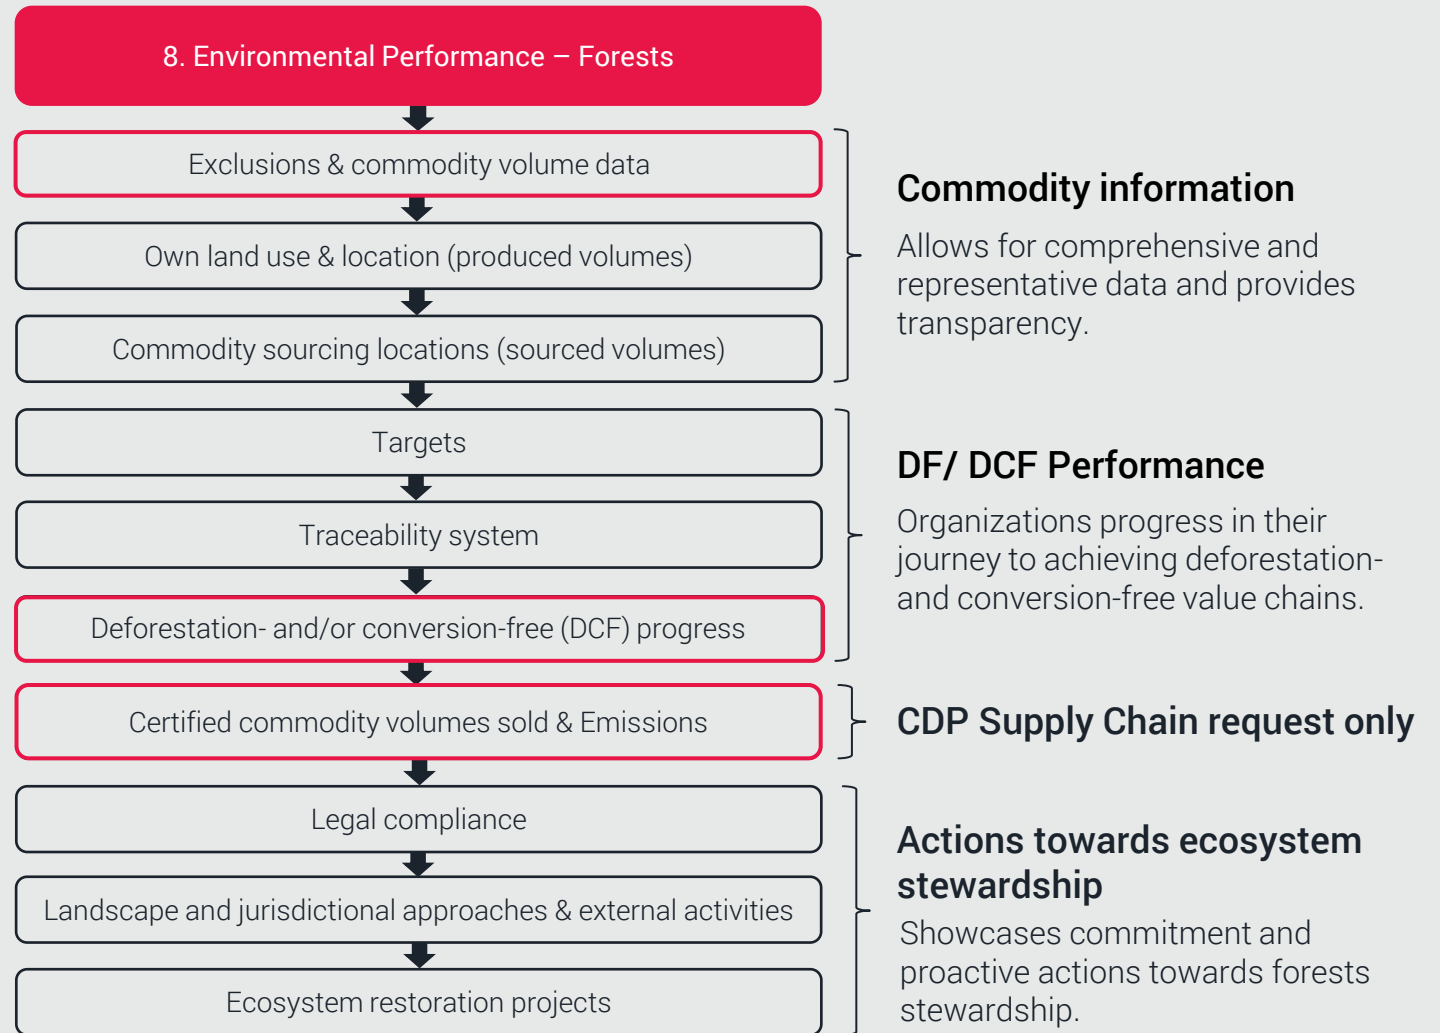 8. Environmental Performance – Forests
Exclusions & commodity volume data
Own land use & location (produced volumes)
Commodity sourcing locations (sourced volumes)
Commodity information
Allows for comprehensive and
representative data and provides
transparency.
Targets
Traceability system
Deforestation- and/or conversion-free (DCF) progress
DF/ DCF Performance
Organizations progress in their
journey to achieving deforestation-
and conversion-free value chains.
Certified commodity volumes sold & Emissions
CDP Supply Chain request only
Legal compliance
Landscape and jurisdictional approaches & external activities
Ecosystem restoration projects
Actions towards ecosystem
stewardship
Showcases commitment and
proactive actions towards forests
stewardship.